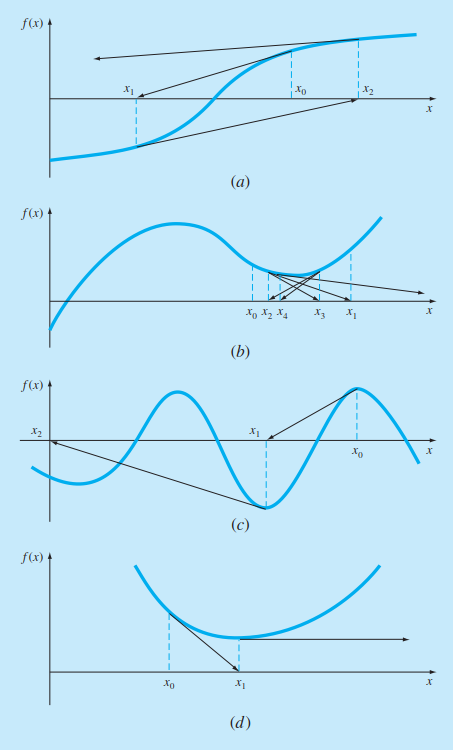 f(x)
x₁ x₀ x₂
x
(a)
f(x)
x₀ x₂ x₄ x₃ x₁ x
(b)
f(x)
x₂ x₁
x₀ x
(c)
f(x)
x₀ x₁ x
(d)